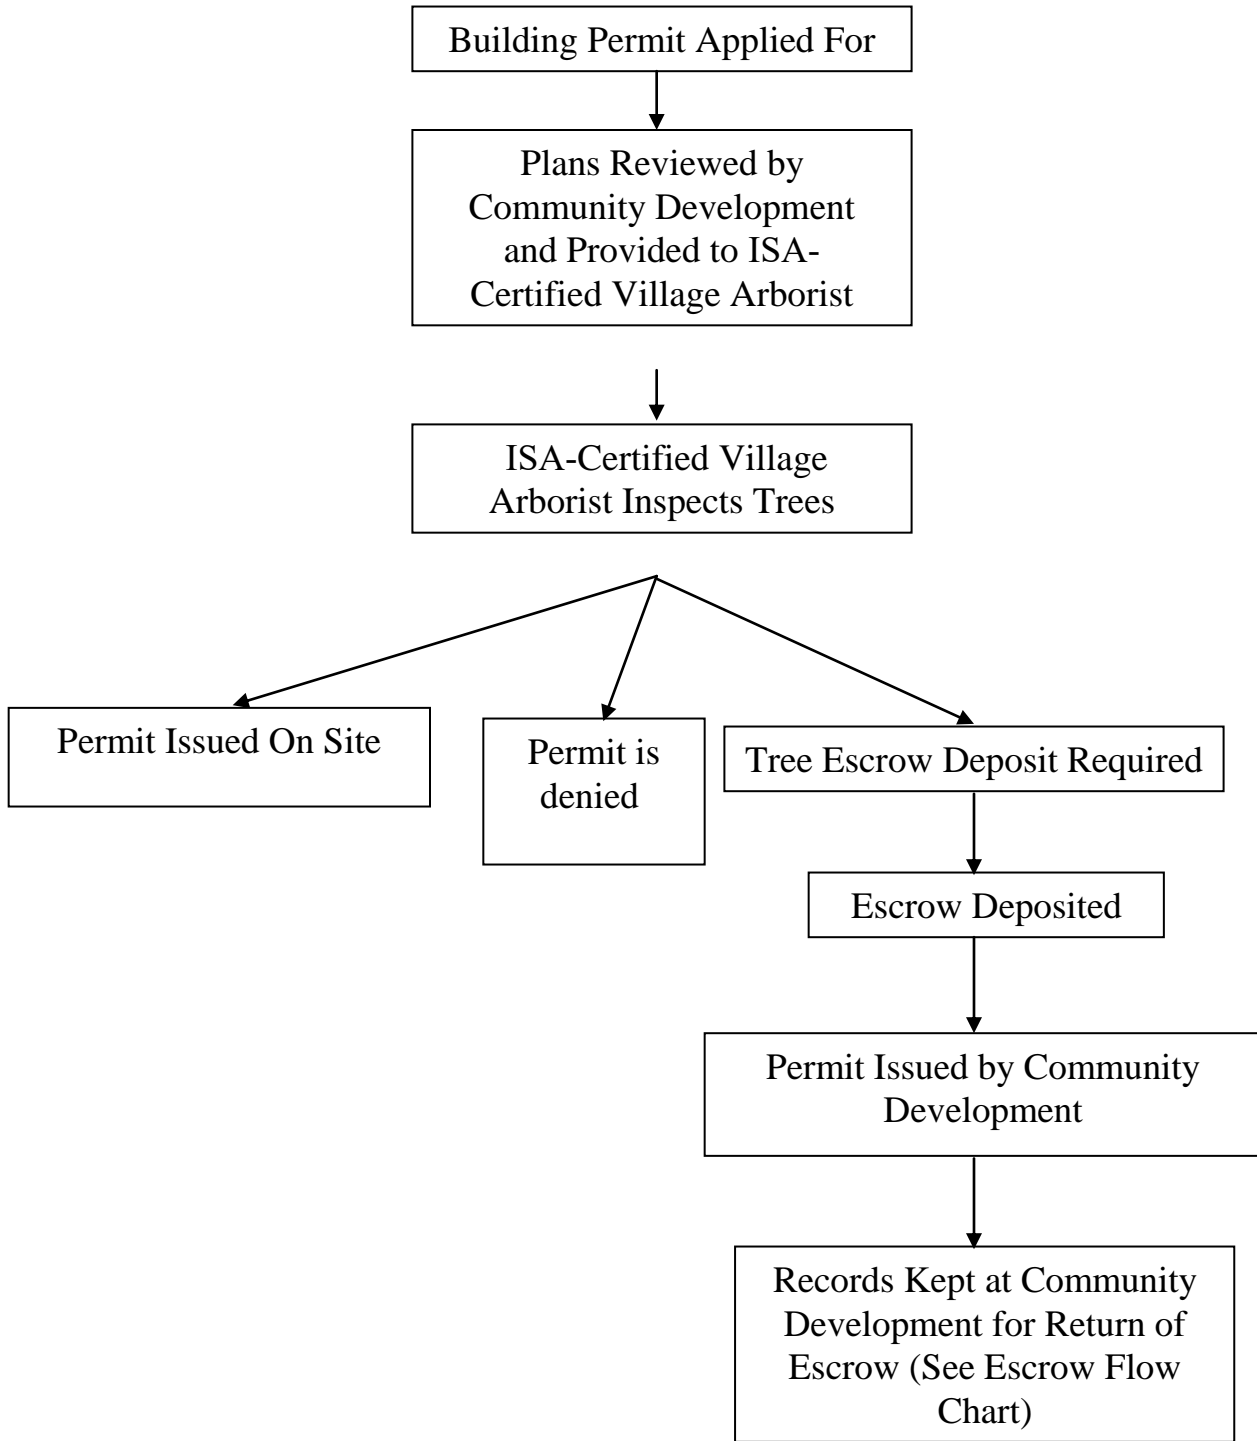 Building Permit Applied For
Plans Reviewed by
Community Development
and Provided to ISA-
Certified Village Arborist
ISA-Certified Village
Arborist Inspects Trees
Permit Issued On Site
Permit is
denied
Tree Escrow Deposit Required
Escrow Deposited
Permit Issued by Community
Development
Records Kept at Community
Development for Return of
Escrow (See Escrow Flow
Chart)